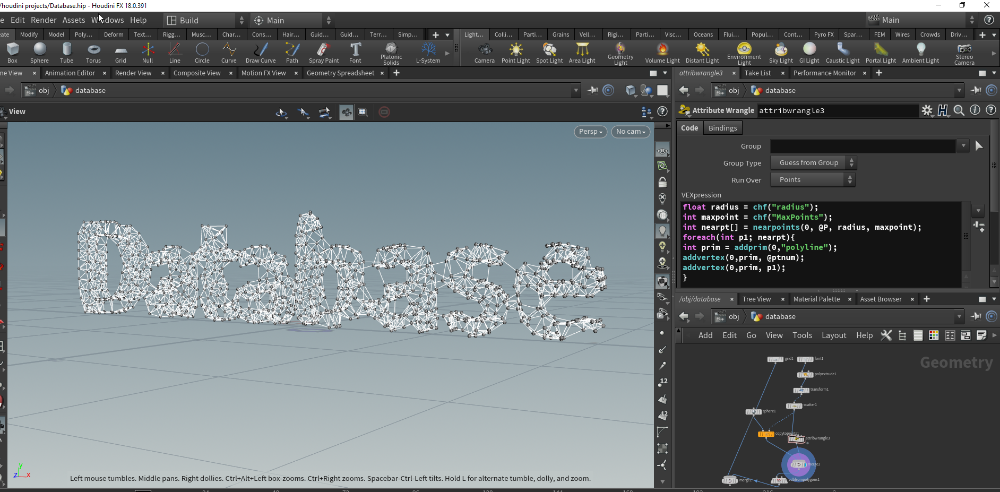 /houdini projects/Database.hip - Houdini FX 18.0.391
e Edit Render Assets Windows Help Build Main Main
eate Modify Model Poly... Deform Text... Rigg... Musc... Char... Cons... Hair... Guid... Guid... Terr... Simp... Light... Colli... Parti... Grains Vell... Rigi... Parti... Visc... Oceans Flui... Popul... Cont... Pyro FX Spar... FEM Wires Crowds Driv...
Box Sphere Tube Torus Grid Null Line Circle Curve Draw Curve Path Spray Paint Font Platonic Solids L-System Camera Point Light Spot Light Area Light Geometry Light Volume Light Distant Light Environment Light Sky Light GI Light Caustic Light Portal Light Ambient Light Stereo Camera
ne View Animation Editor Render View Composite View Motion FX View Geometry Spreadsheet attribwrangle3 Take List Performance Monitor
obj database obj database
View Attribute Wrangle attribwrangle3
Persp No cam Code Bindings
Group
Group Type Guess from Group
Run Over Points
VEXpression
float radius = chf("radius");
int maxpoint = chf("MaxPoints");
int nearpt[] = nearpoints(0, @P, radius, maxpoint);
foreach(int p1; nearpt){
int prim = addprim(0,"polyline");
addvertex(0,prim, @ptnum);
addvertex(0,prim, p1);
}
Database
/obj/database Tree View Material Palette Asset Browser
obj database
Add Edit Go View Tools Layout Help
Geometry
grid1 font1
polyextrude1
transform1
scatter1
sphere1
copytopoints1 attribwrangle3
merge2
merge1 vdbfrompolygons1
12
12
y
z x
Left mouse tumbles. Middle pans. Right dollies. Ctrl+Alt+Left box-zooms. Ctrl+Right zooms. Spacebar-Ctrl-Left tilts. Hold L for alternate tumble, dolly, and zoom.